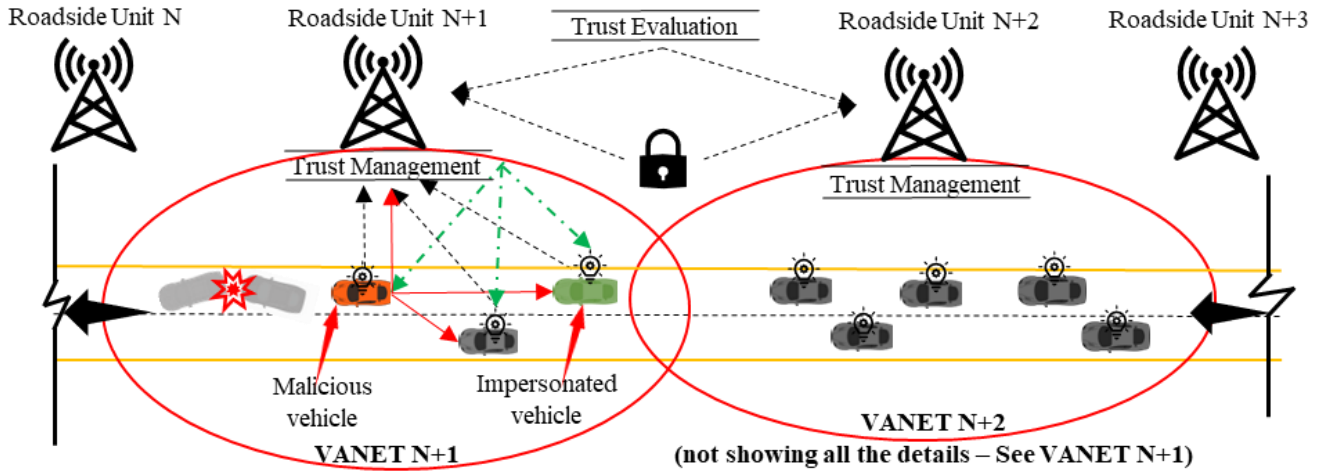 Roadside Unit N
Roadside Unit N+1
Trust Evaluation
Roadside Unit N+2
Roadside Unit N+3
Trust Management
Trust Management
Malicious
vehicle
Impersonated
vehicle
VANET N+1
VANET N+2
(not showing all the details – See VANET N+1)